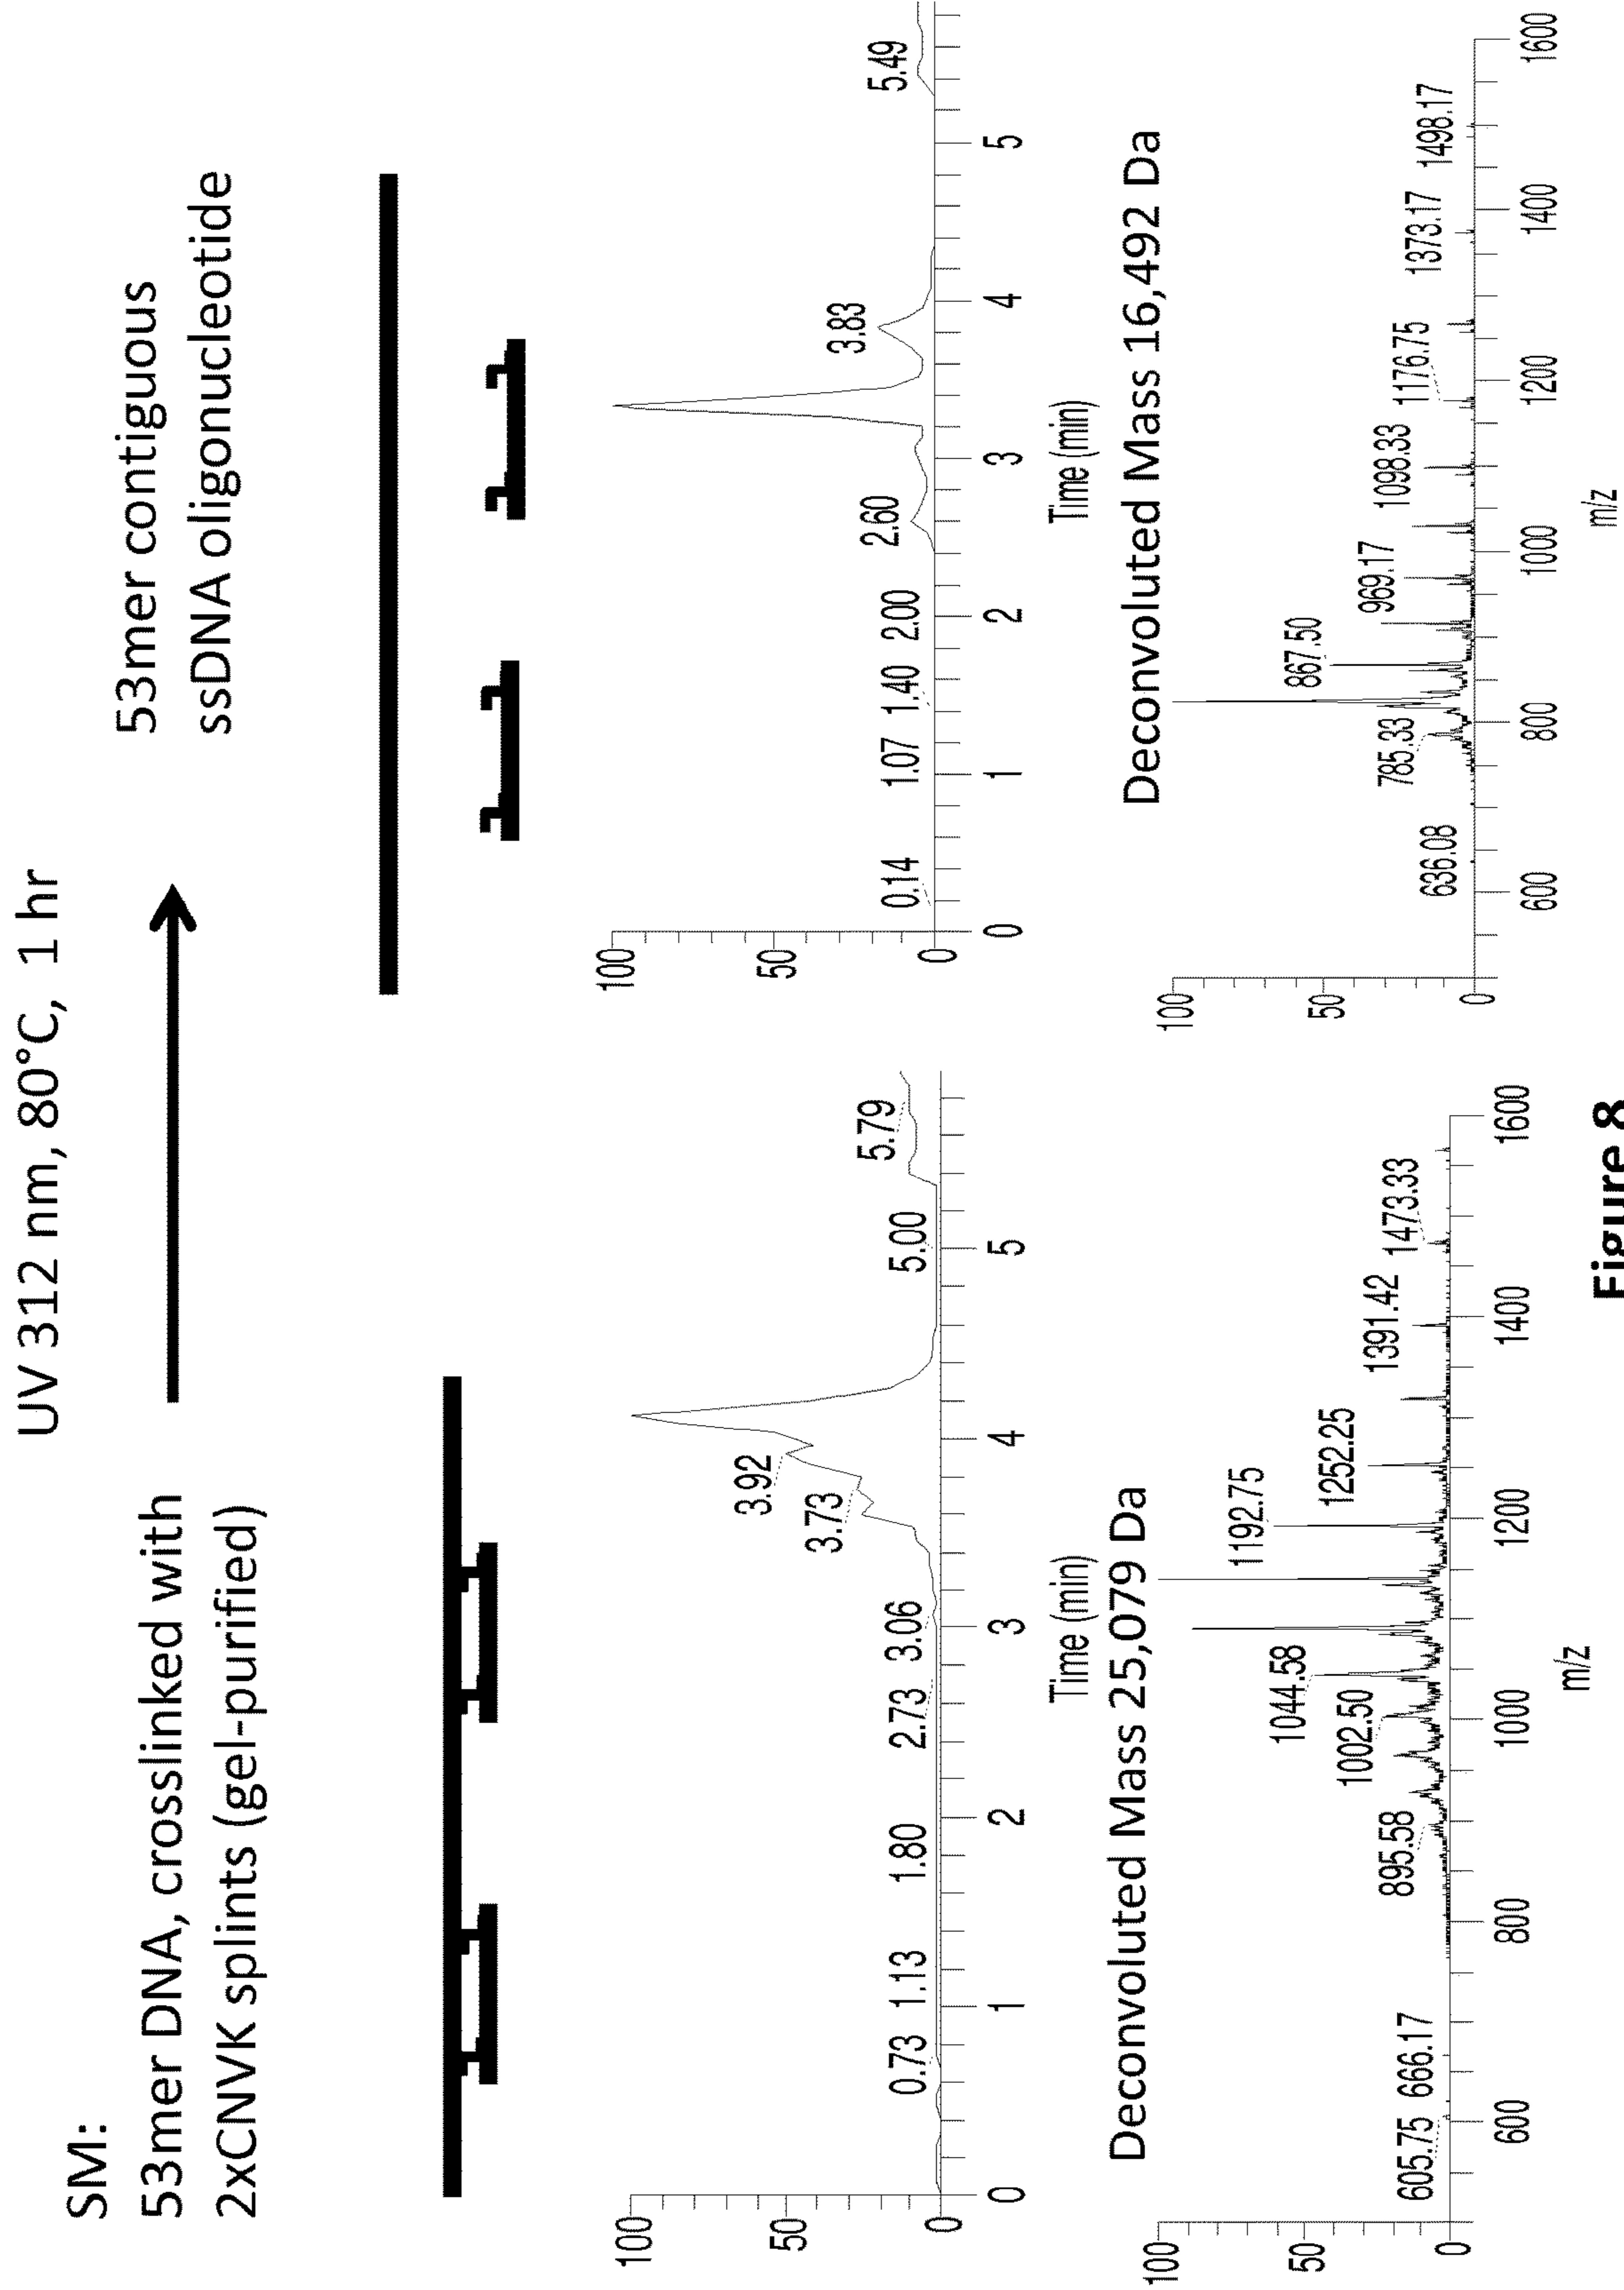 UV 312 nm, 80°C, 1 hr
SM:
53mer DNA, crosslinked with
2xCNVK splints (gel-purified)
53mer contiguous
ssDNA oligonucleotide
100
50
0
0.73
1.13
1.80
2.73
3.06
3.73
3.92
5.00
5.79
0 1 2 3 4 5
Time (min)
Deconvoluted Mass 25,079 Da
100
50
0
605.75
666.17
895.58
1002.50
1044.58
1192.75
1252.25
1391.42
1473.33
600 800 1000 1200 1400 1600
m/z
100
50
0
0.14
1.07
1.40
2.00
2.60
3.83
5.49
0 1 2 3 4 5
Time (min)
Deconvoluted Mass 16,492 Da
100
50
0
636.08
785.33
867.50
969.17
1098.33
1176.75
1373.17
1498.17
600 800 1000 1200 1400 1600
m/z
Figure 8